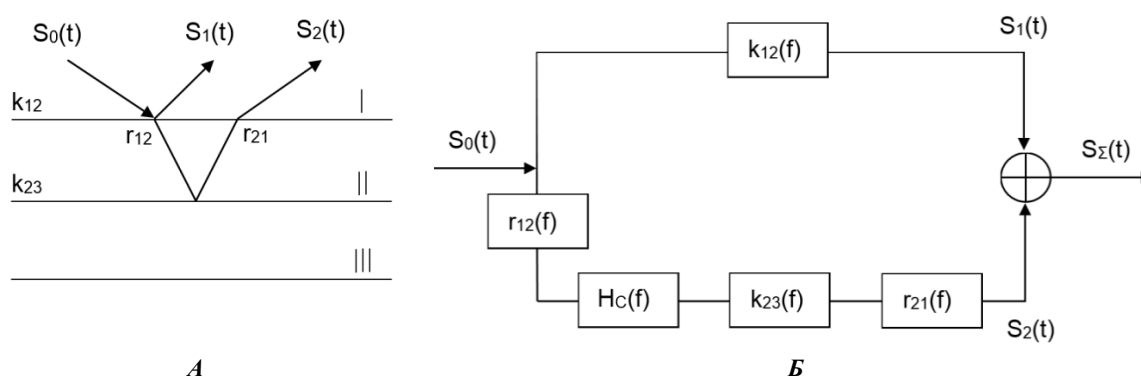 S₀(t) S₁(t) S₂(t)
k₁₂ r₁₂ r₂₁ |
k₂₃ ||
|||
А
S₁(t)
k₁₂(f)
S₀(t) S_Σ(t)
r₁₂(f)
H_C(f) k₂₃(f) r₂₁(f)
S₂(t)
Б